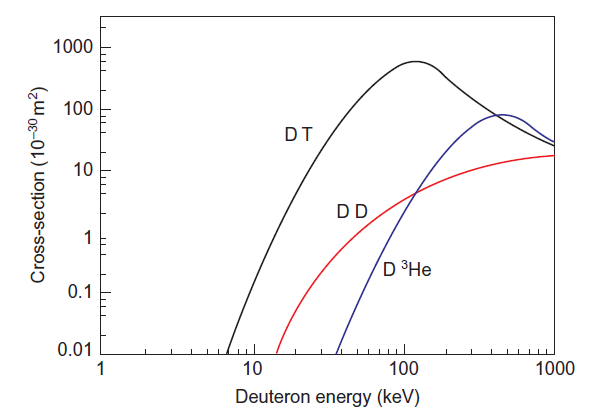 Cross-section (10⁻³⁰ m²)
1000
100
10
1
0.1
0.01
D T
D D
D ³He
1
10
100
1000
Deuteron energy (keV)